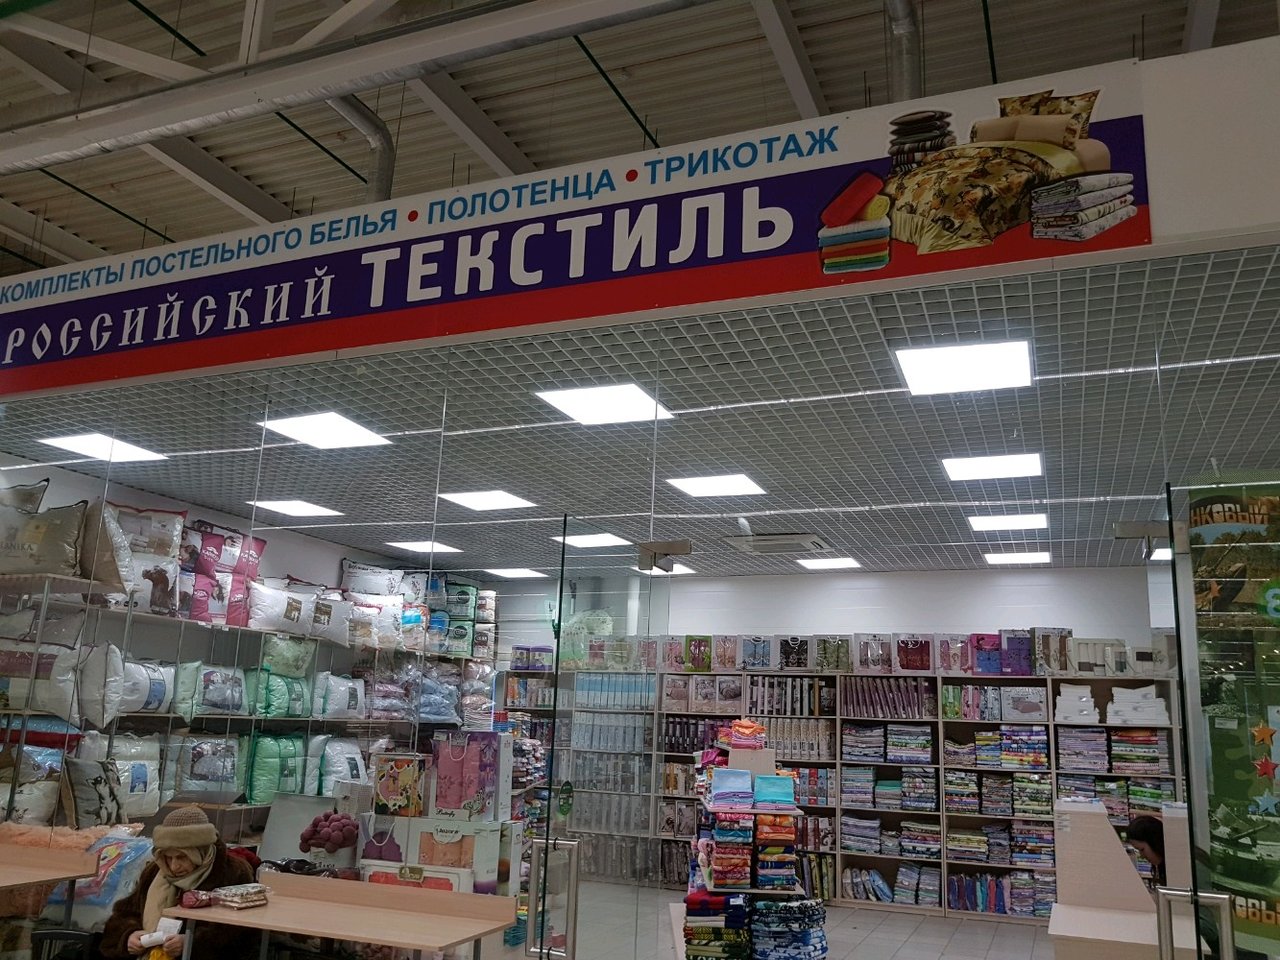 КОМПЛЕКТЫ ПОСТЕЛЬНОГО БЕЛЬЯ • ПОЛОТЕНЦА • ТРИКОТАЖ
РОССИЙСКИЙ ТЕКСТИЛЬ